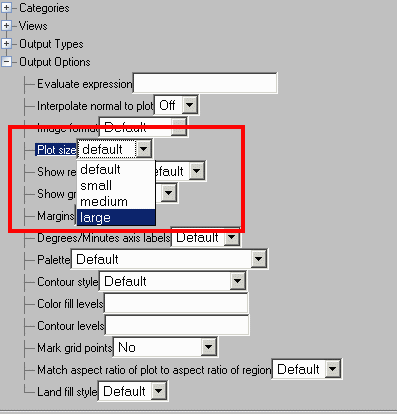 Categories
Views
Output Types
Output Options
Evaluate expression
Interpolate normal to plot Off
Image format Default
Plot size default
default
small
medium
large
Show re efault
Show gr
Margins
Degrees/Minutes axis labels Default
Palette Default
Contour style Default
Color fill levels
Contour levels
Mark grid points No
Match aspect ratio of plot to aspect ratio of region Default
Land fill style Default